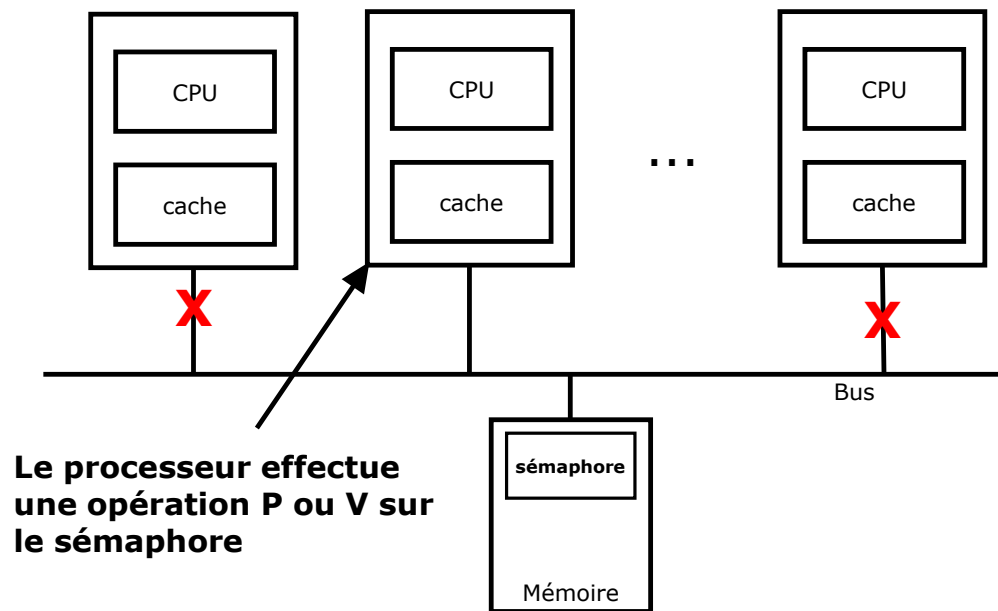 CPU
CPU
CPU
...
cache
cache
cache
X
X
Bus
sémaphore
Le processeur effectue
une opération P ou V sur
le sémaphore
Mémoire